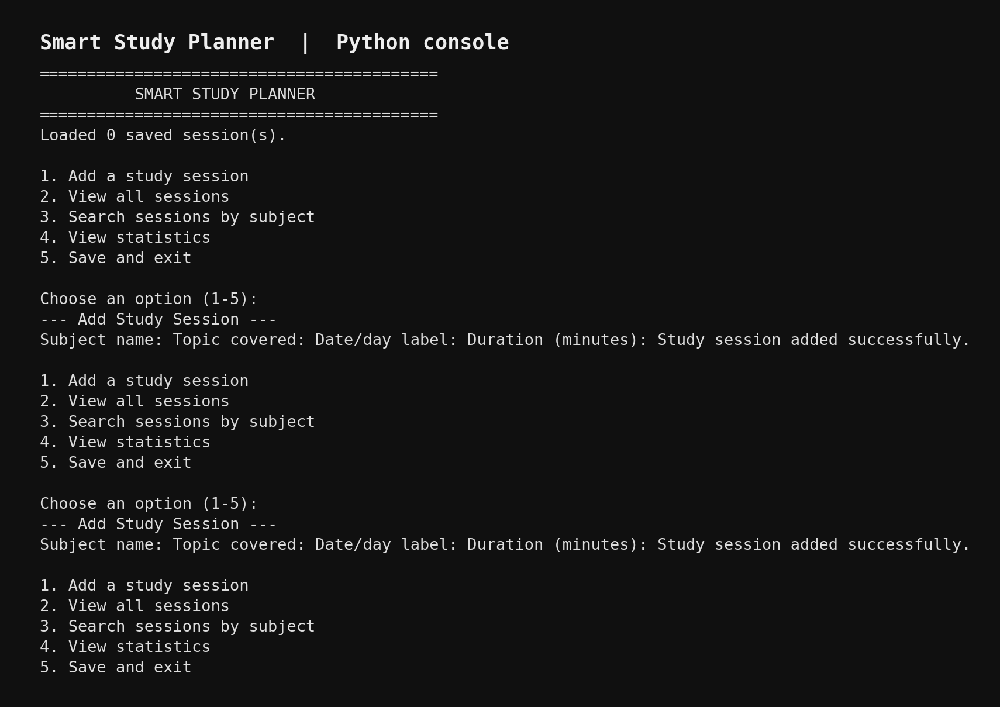 Smart Study Planner | Python console
==========================================
SMART STUDY PLANNER
==========================================
Loaded 0 saved session(s).
1. Add a study session
2. View all sessions
3. Search sessions by subject
4. View statistics
5. Save and exit
Choose an option (1-5):
--- Add Study Session ---
Subject name: Topic covered: Date/day label: Duration (minutes): Study session added successfully.
1. Add a study session
2. View all sessions
3. Search sessions by subject
4. View statistics
5. Save and exit
Choose an option (1-5):
--- Add Study Session ---
Subject name: Topic covered: Date/day label: Duration (minutes): Study session added successfully.
1. Add a study session
2. View all sessions
3. Search sessions by subject
4. View statistics
5. Save and exit